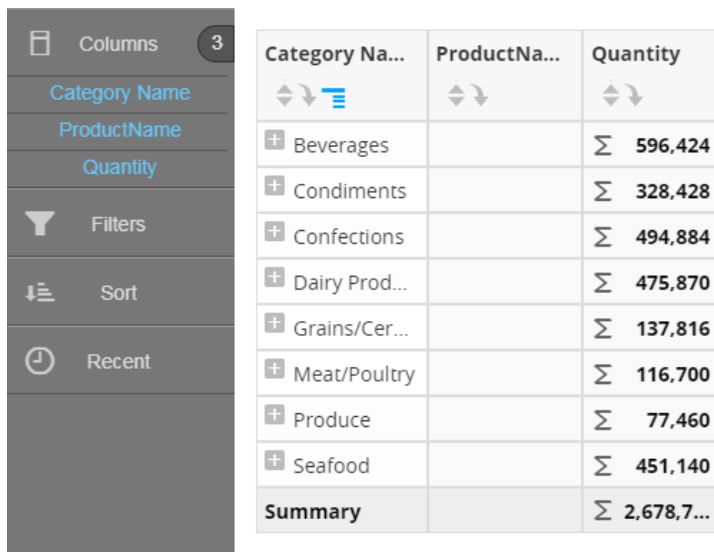 Columns 3
Category Name
ProductName
Quantity
Filters
Sort
Recent
Category Na... ProductNa... Quantity
Beverages Σ 596,424
Condiments Σ 328,428
Confections Σ 494,884
Dairy Prod... Σ 475,870
Grains/Cer... Σ 137,816
Meat/Poultry Σ 116,700
Produce Σ 77,460
Seafood Σ 451,140
Summary Σ 2,678,7...